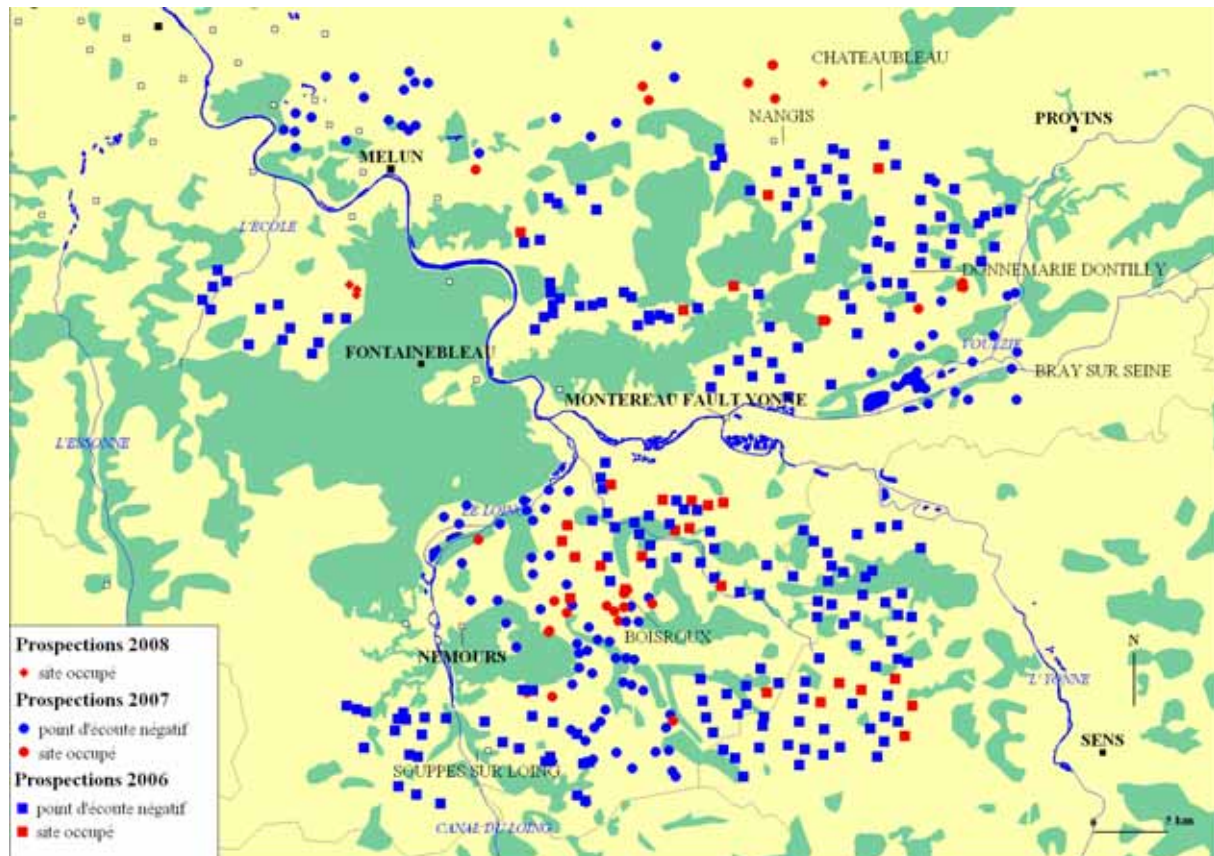 CHATEAUBLEAU
NANGIS
PROVINS
MELUN
L'ECOLE
DONNEMARIE DONTILLY
FONTAINEBLEAU
VOULZIE
BRAY SUR SEINE
MONTEREAU FAULT YONNE
L'ESSONNE
LE LOING
BOISROUX
NEMOURS
N
L'YONNE
SENS
SOUPPES SUR LOING
CANAL DU LOING
5 km
Prospections 2008
site occupé
Prospections 2007
point d'écoute négatif
site occupé
Prospections 2006
point d'écoute négatif
site occupé